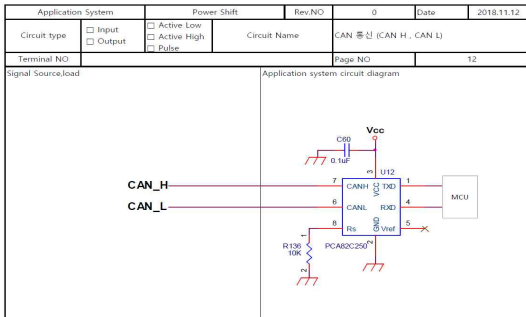 Application System Power Shift Rev.NO 0 Date 2018.11.12
Circuit type □ Input □ Active Low Circuit Name CAN 통신 (CAN H , CAN L)
□ Output □ Active High
□ Pulse
Terminal NO Page NO 12
Signal Source,load Application system circuit diagram
Vcc
C60
0.1uF
3 U12
CAN_H 7 CANH VCC TXD 1
MCU
CAN_L 6 CANL RXD 4
8 Rs GND Vref 5
1
R136 PCA82C250 2
10K
2